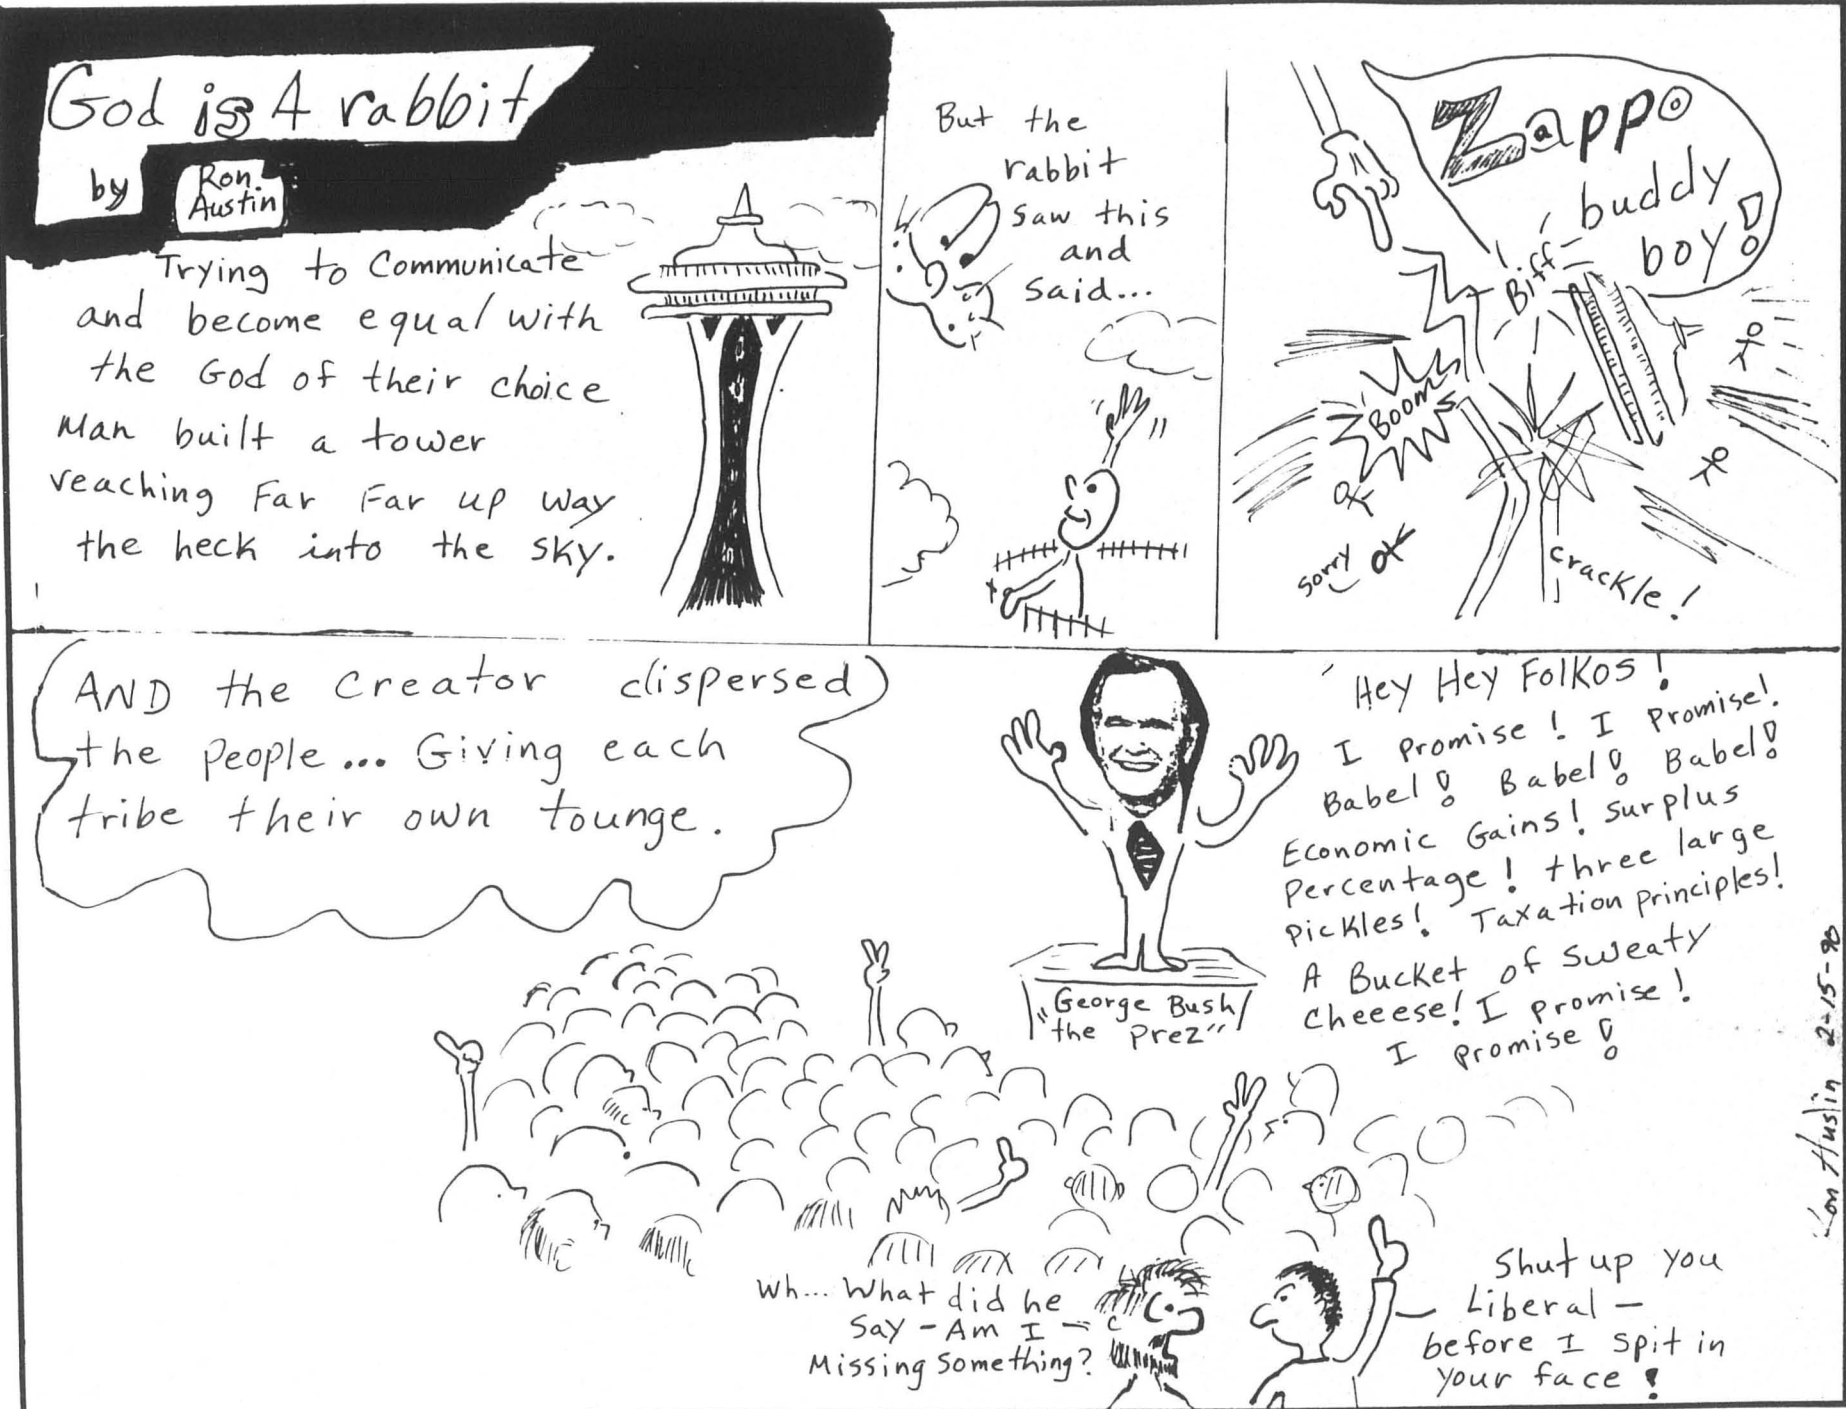 God is A rabbit
by
Ron
Austin
Trying to Communicate
and become equal with
the God of their choice
Man built a tower
reaching Far Far up way
the heck into the sky.
But the
rabbit
saw this
and
said...
Zappo
buddy
boy!
Biff
Boom
sorry
crackle!
AND the Creator dispersed
the people... Giving each
tribe their own tounge.
Hey Hey Folkos!
I promise! I Promise!
Babel! Babel! Babel!
Economic Gains! Surplus
Percentage! three large
pickles! Taxation principles!
A Bucket of sweaty
cheeese! I promise!
I promise!
"George Bush
the Prez"
Wh... What did he
Say - Am I -
Missing something?
Shut up you
Liberal -
before I spit in
your face!
Ron Austin 2-15-90